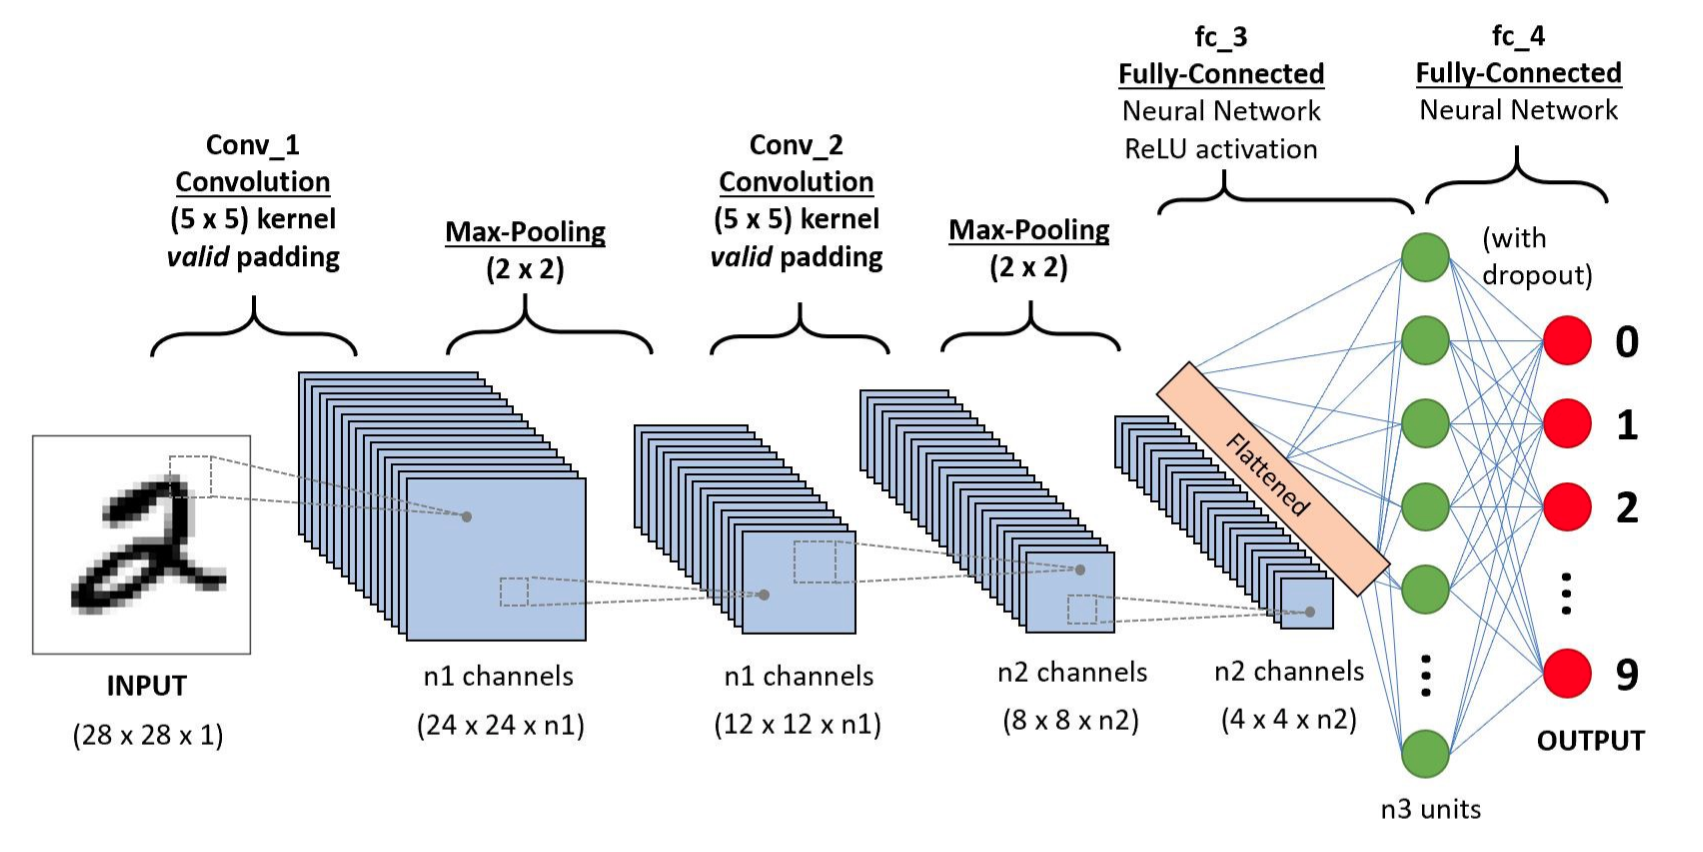 Conv_1
Convolution
(5 x 5) kernel
valid padding
Max-Pooling
(2 x 2)
Conv_2
Convolution
(5 x 5) kernel
valid padding
Max-Pooling
(2 x 2)
fc_3
Fully-Connected
Neural Network
ReLU activation
fc_4
Fully-Connected
Neural Network
(with
dropout)
Flattened
0
1
2
9
INPUT
(28 x 28 x 1)
n1 channels
(24 x 24 x n1)
n1 channels
(12 x 12 x n1)
n2 channels
(8 x 8 x n2)
n2 channels
(4 x 4 x n2)
n3 units
OUTPUT